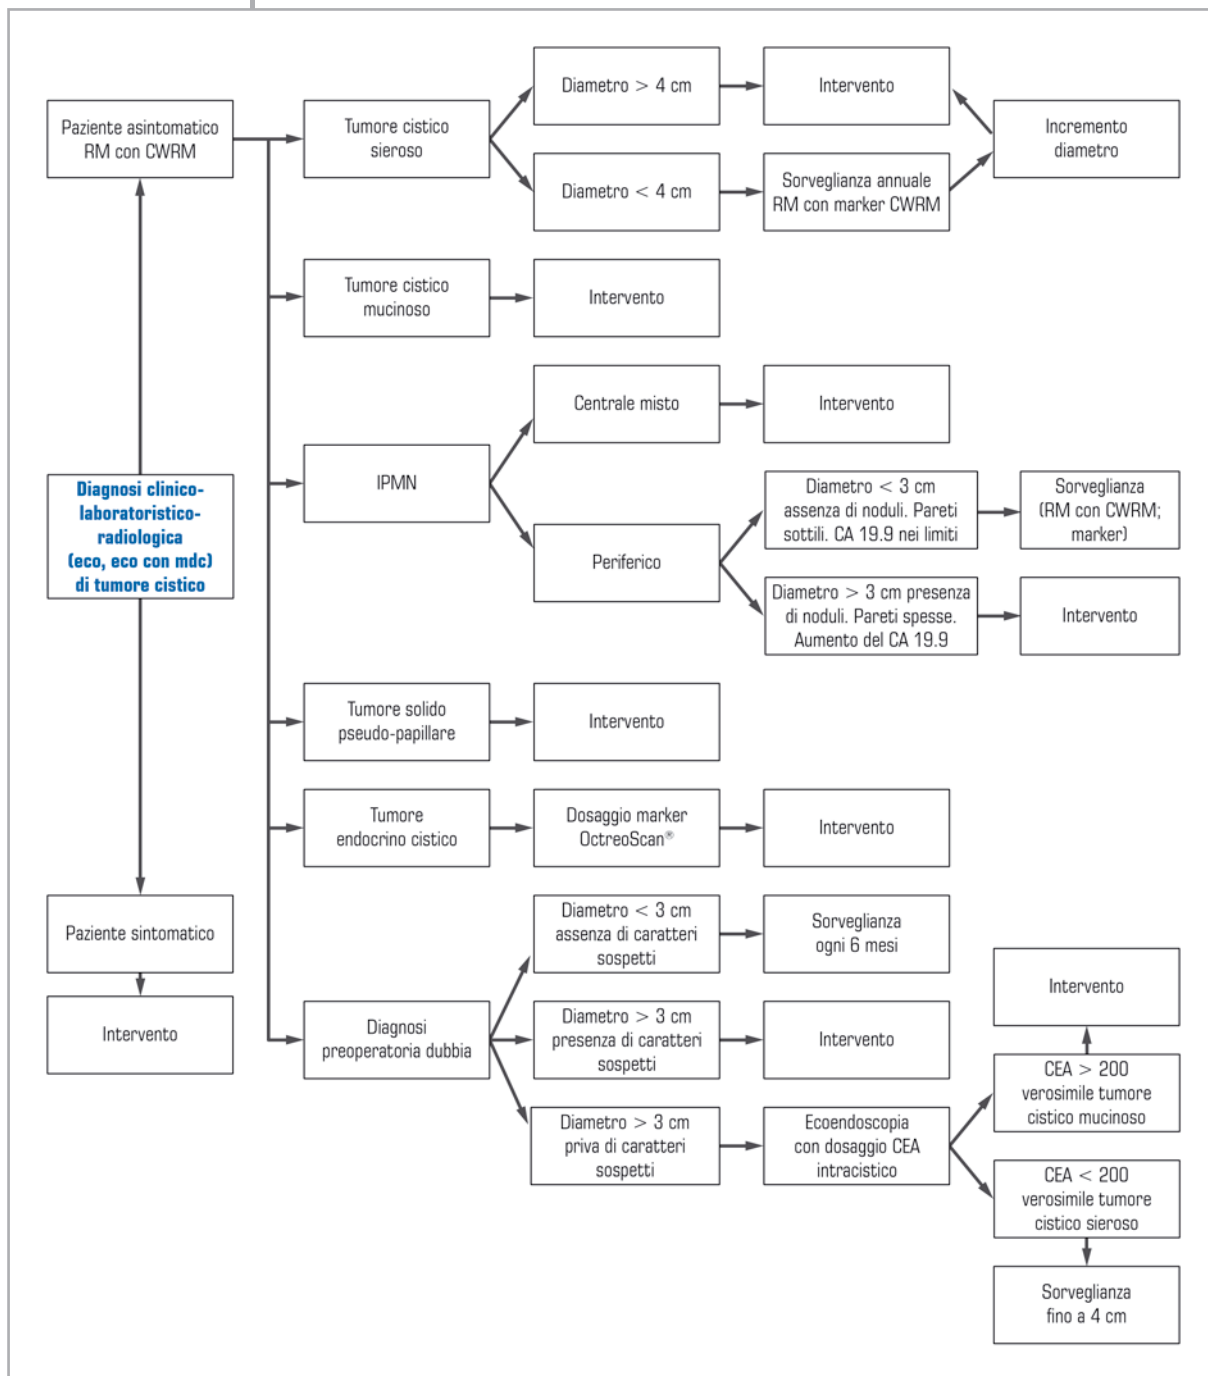 Diametro > 4 cm
Intervento
Paziente asintomatico
RM con CWRM
Tumore cistico
sieroso
Incremento
diametro
Diametro < 4 cm
Sorveglianza annuale
RM con marker CWRM
Tumore cistico
mucinoso
Intervento
Centrale misto
Intervento
IPMN
Diagnosi clinico-
laboratoristico-
radiologica
(eco, eco con mdc)
di tumore cistico
Periferico
Diametro < 3 cm
assenza di noduli. Pareti
sottili. CA 19.9 nei limiti
Sorveglianza
(RM con CWRM;
marker)
Diametro > 3 cm presenza
di noduli. Pareti spesse.
Aumento del CA 19.9
Intervento
Tumore solido
pseudo-papillare
Intervento
Tumore
endocrino cistico
Dosaggio marker
OctreoScan®
Intervento
Paziente sintomatico
Intervento
Diagnosi
preoperatoria dubbia
Diametro < 3 cm
assenza di caratteri
sospetti
Sorveglianza
ogni 6 mesi
Diametro > 3 cm
presenza di caratteri
sospetti
Intervento
Diametro > 3 cm
priva di caratteri
sospetti
Ecoendoscopia
con dosaggio CEA
intracistico
Intervento
CEA > 200
verosimile tumore
cistico mucinoso
CEA < 200
verosimile tumore
cistico sieroso
Sorveglianza
fino a 4 cm